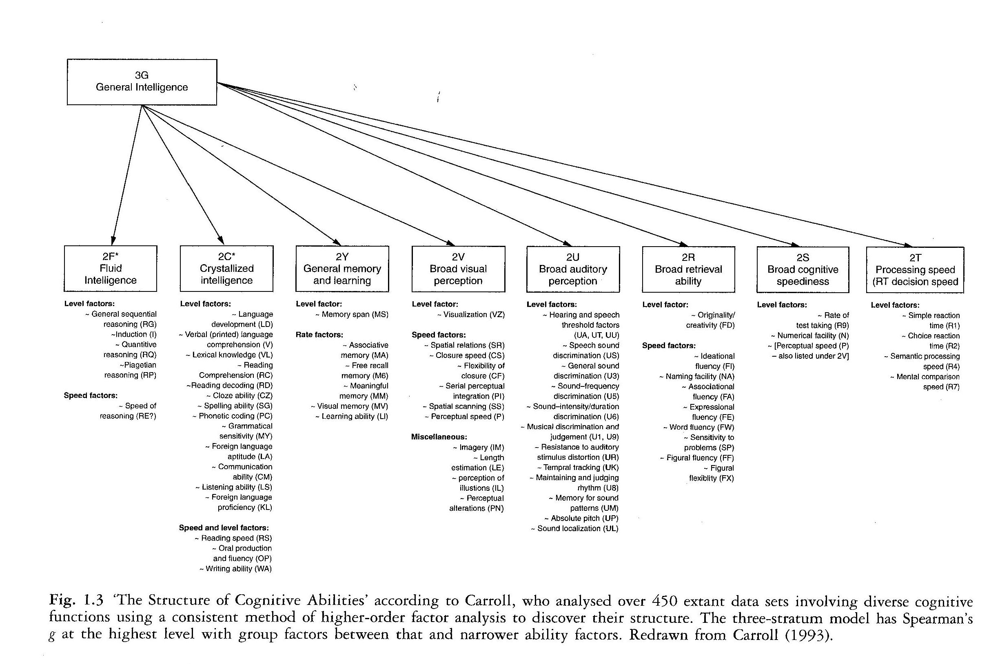 3G
General Intelligence
2F*
Fluid
Intelligence
Level factors:
~ General sequential
reasoning (RG)
~Induction (I)
~ Quantitive
reasoning (RQ)
~Piagetian
reasoning (RP)
Speed factors:
~ Speed of
reasoning (RE?)
2C*
Crystallized
intelligence
Level factors:
~ Language
development (LD)
~ Verbal (printed) language
comprehension (V)
~ Lexical knowledge (VL)
~ Reading
Comprehension (RC)
~Reading decoding (RD)
~ Cloze ability (CZ)
~ Spelling ability (SG)
~ Phonetic coding (PC)
~ Grammatical
sensitivity (MY)
~ Foreign language
aptitude (LA)
~ Communication
ability (CM)
~ Listening ability (LS)
~ Foreign language
proficiency (KL)
Speed and level factors:
~ Reading speed (RS)
~ Oral production
and fluency (OP)
~ Writing ability (WA)
2Y
General memory
and learning
Level factor:
~ Memory span (MS)
Rate factors:
~ Associative
memory (MA)
~ Free recall
memory (M6)
~ Meaningful
memory (MM)
~ Visual memory (MV)
~ Learning ability (LI)
2V
Broad visual
perception
Level factor:
~ Visualization (VZ)
Speed factors:
~ Spatial relations (SR)
~ Closure speed (CS)
~ Flexibility of
closure (CF)
~ Serial perceptual
integration (PI)
~ Spatial scanning (SS)
~ Perceptual speed (P)
Miscellaneous:
~ Imagery (IM)
~ Length
estimation (LE)
~ perception of
illustions (IL)
~ Perceptual
alterations (PN)
2U
Broad auditory
perception
Level factors:
~ Hearing and speech
threshold factors
(UA, UT, UU)
~ Speech sound
discrimination (US)
~ General sound
discrimination (U3)
~ Sound–frequency
discrimination (U5)
~ Sound–intensity/duration
discrimination (U6)
~ Musical discrimination and
judgement (U1, U9)
~ Resistance to auditory
stimulus distortion (UR)
~ Tempral tracking (UK)
~ Maintaining and judging
rhythm (U8)
~ Memory for sound
patterns (UM)
~ Absolute pitch (UP)
~ Sound localization (UL)
2R
Broad retrieval
ability
Level factor:
~ Originality/
creativity (FD)
Speed factors:
~ Ideational
fluency (FI)
~ Naming facility (NA)
~ Associational
fluency (FA)
~ Expressional
fluency (FE)
~ Word fluency (FW)
~ Sensitivity to
problems (SP)
~ Figural fluency (FF)
~ Figural
flexiblity (FX)
2S
Broad cognitive
speediness
Level factors:
~ Rate of
test taking (R9)
~ Numerical facility (N)
~ [Perceptual speed (P)
– also listed under 2V]
2T
Processing speed
(RT decision speed
Level factors:
~ Simple reaction
time (R1)
~ Choice reaction
time (R2)
~ Semantic processing
speed (R4)
~ Mental comparison
speed (R7)
Fig. 1.3 ‘The Structure of Cognitive Abilities’ according to Carroll, who analysed over 450 extant data sets involving diverse cognitive
functions using a consistent method of higher-order factor analysis to discover their structure. The three-stratum model has Spearman’s
g at the highest level with group factors between that and narrower ability factors. Redrawn from Carroll (1993).